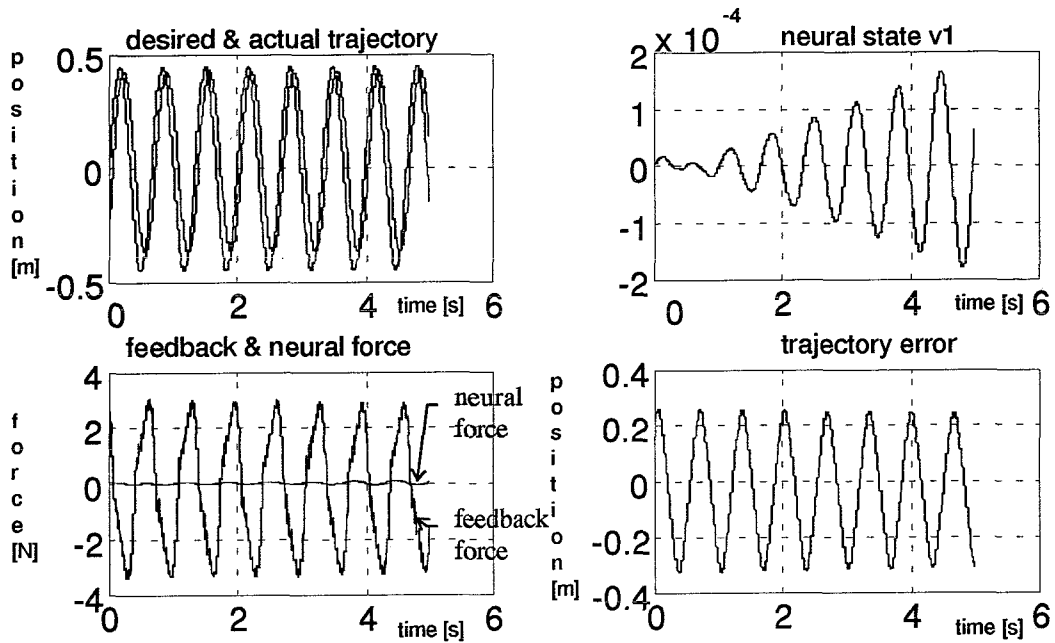 desired & actual trajectory
position [m]
0.5
0
-0.5
0
2
4
6
time [s]
neural state v1
x 10^-4
2
1
0
-1
-2
0
2
4
6
time [s]
feedback & neural force
force [N]
4
2
0
-2
-4
0
2
4
6
time [s]
neural
force
feedback
force
trajectory error
position [m]
0.4
0.2
0
-0.2
-0.4
0
2
4
6
time [s]